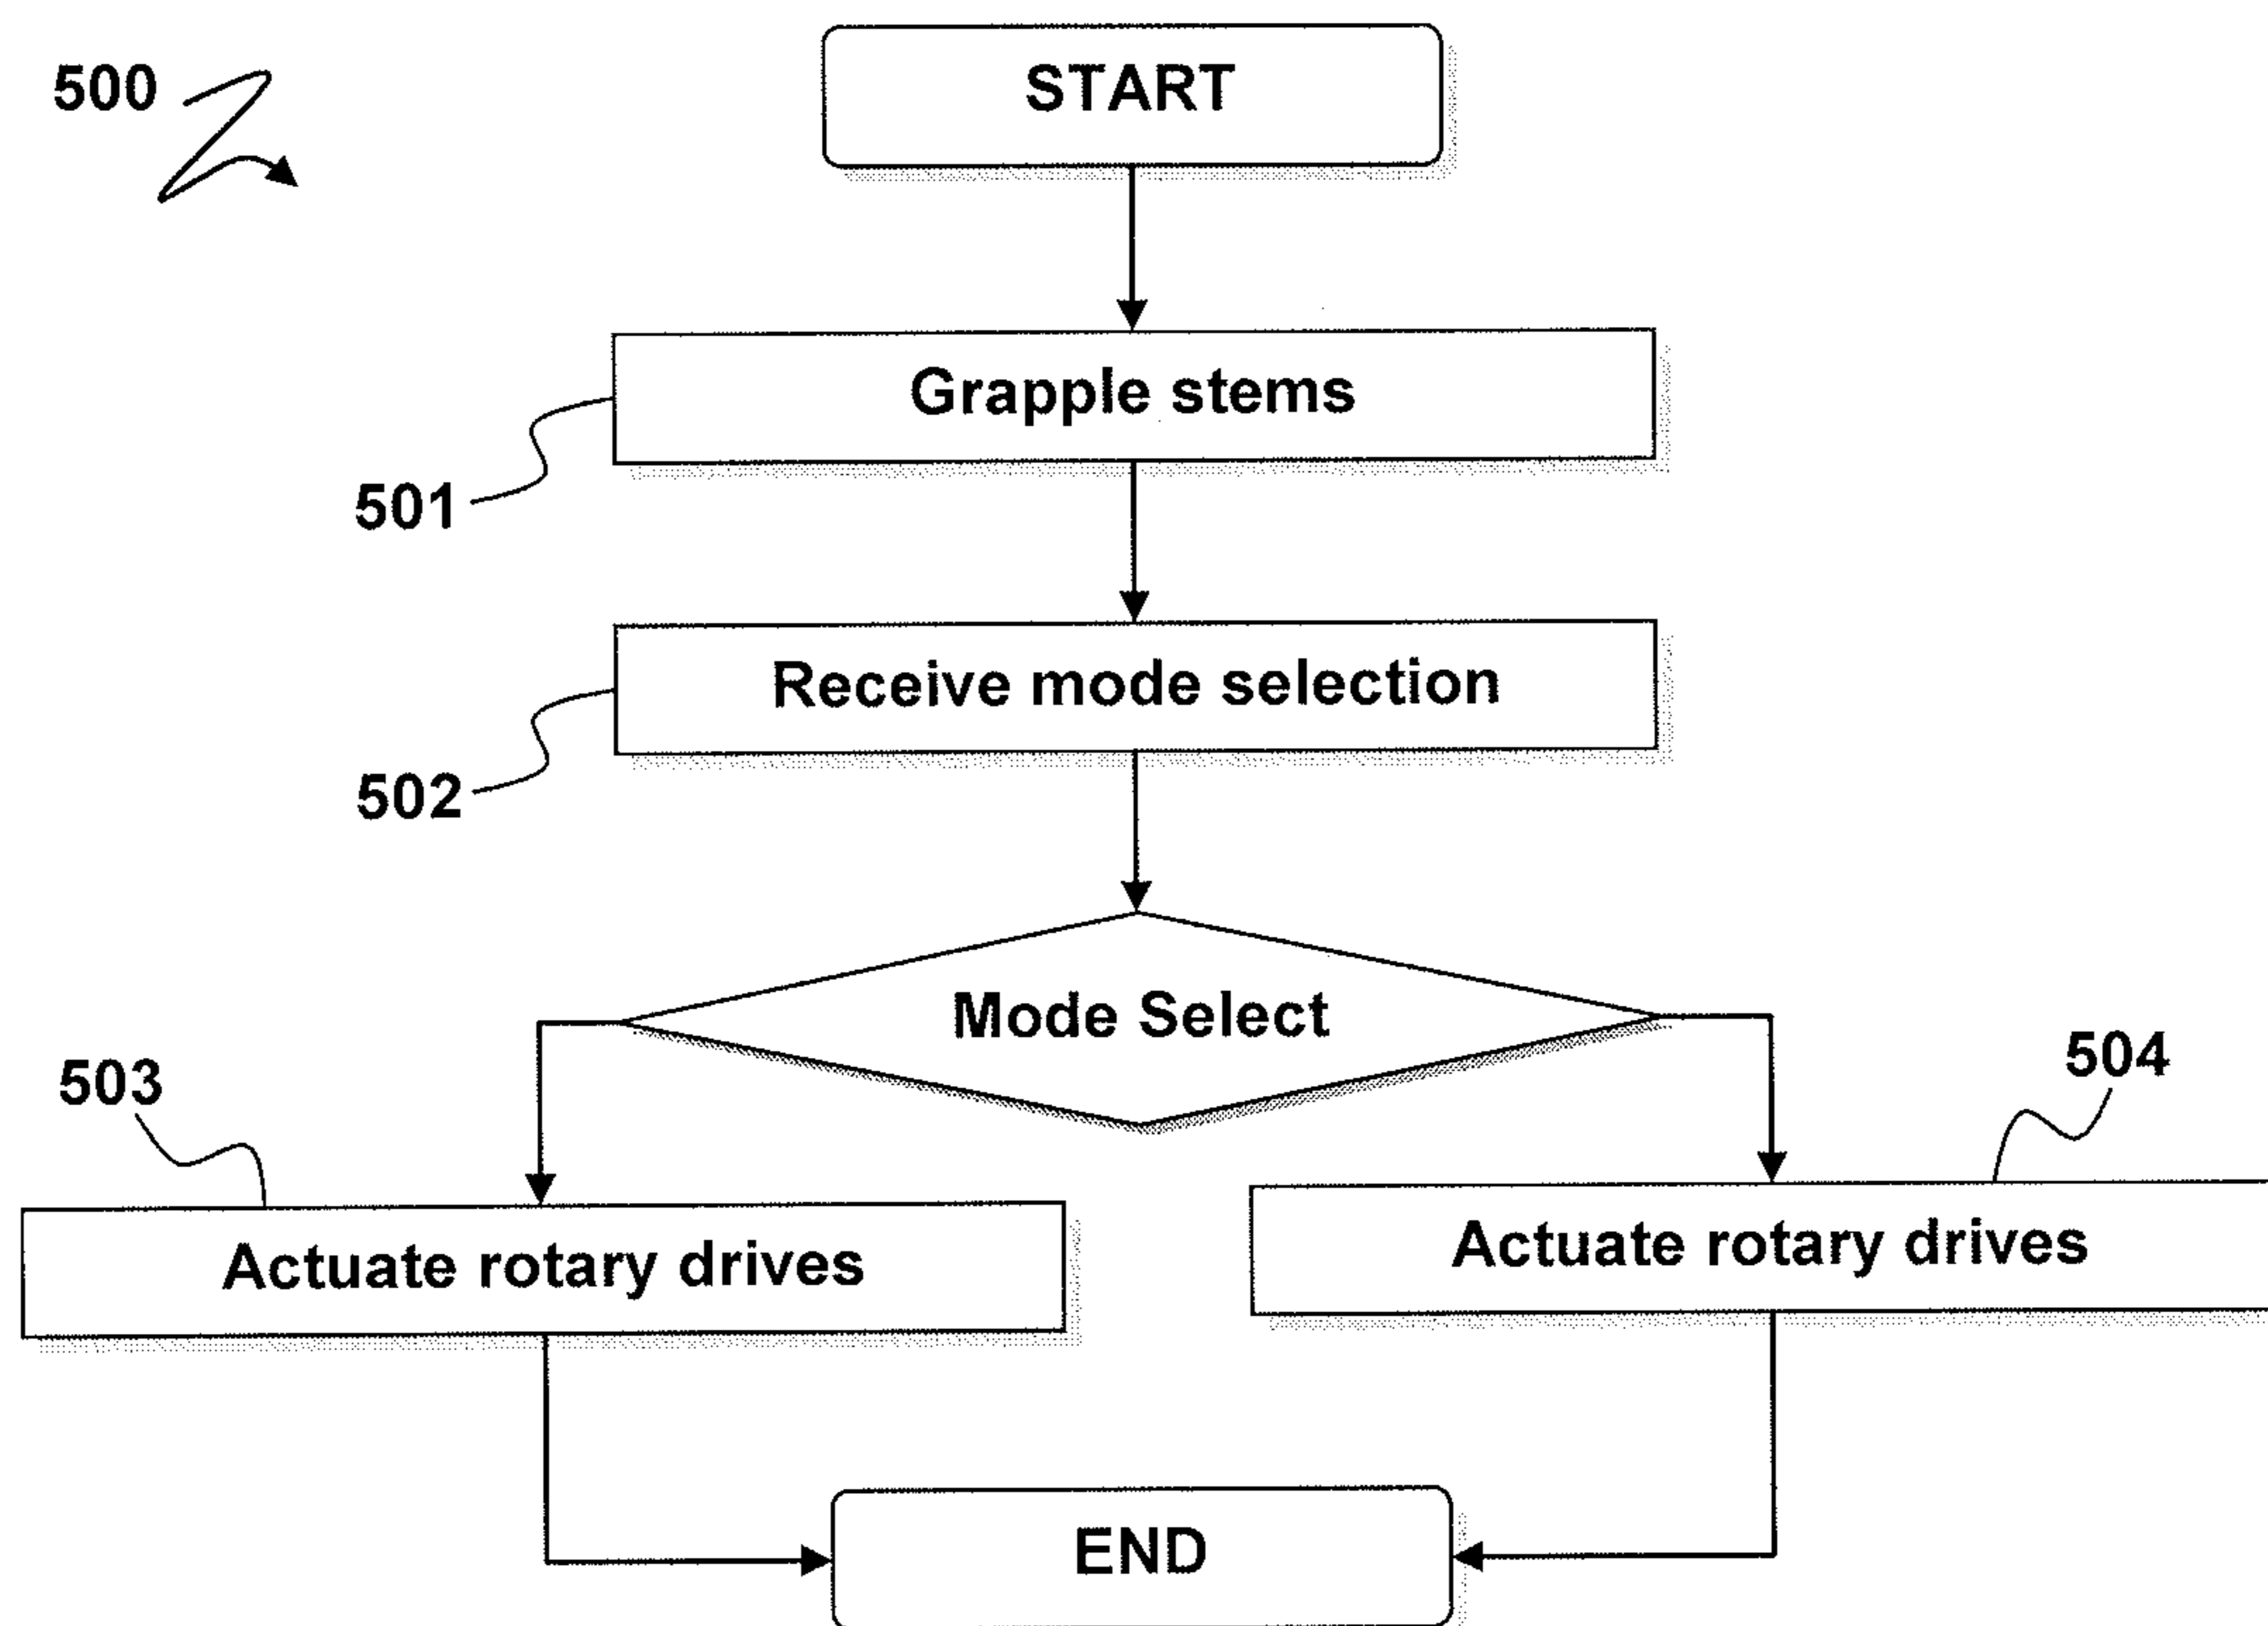 500
START
Grapple stems
501
Receive mode selection
502
Mode Select
503
504
Actuate rotary drives
Actuate rotary drives
END